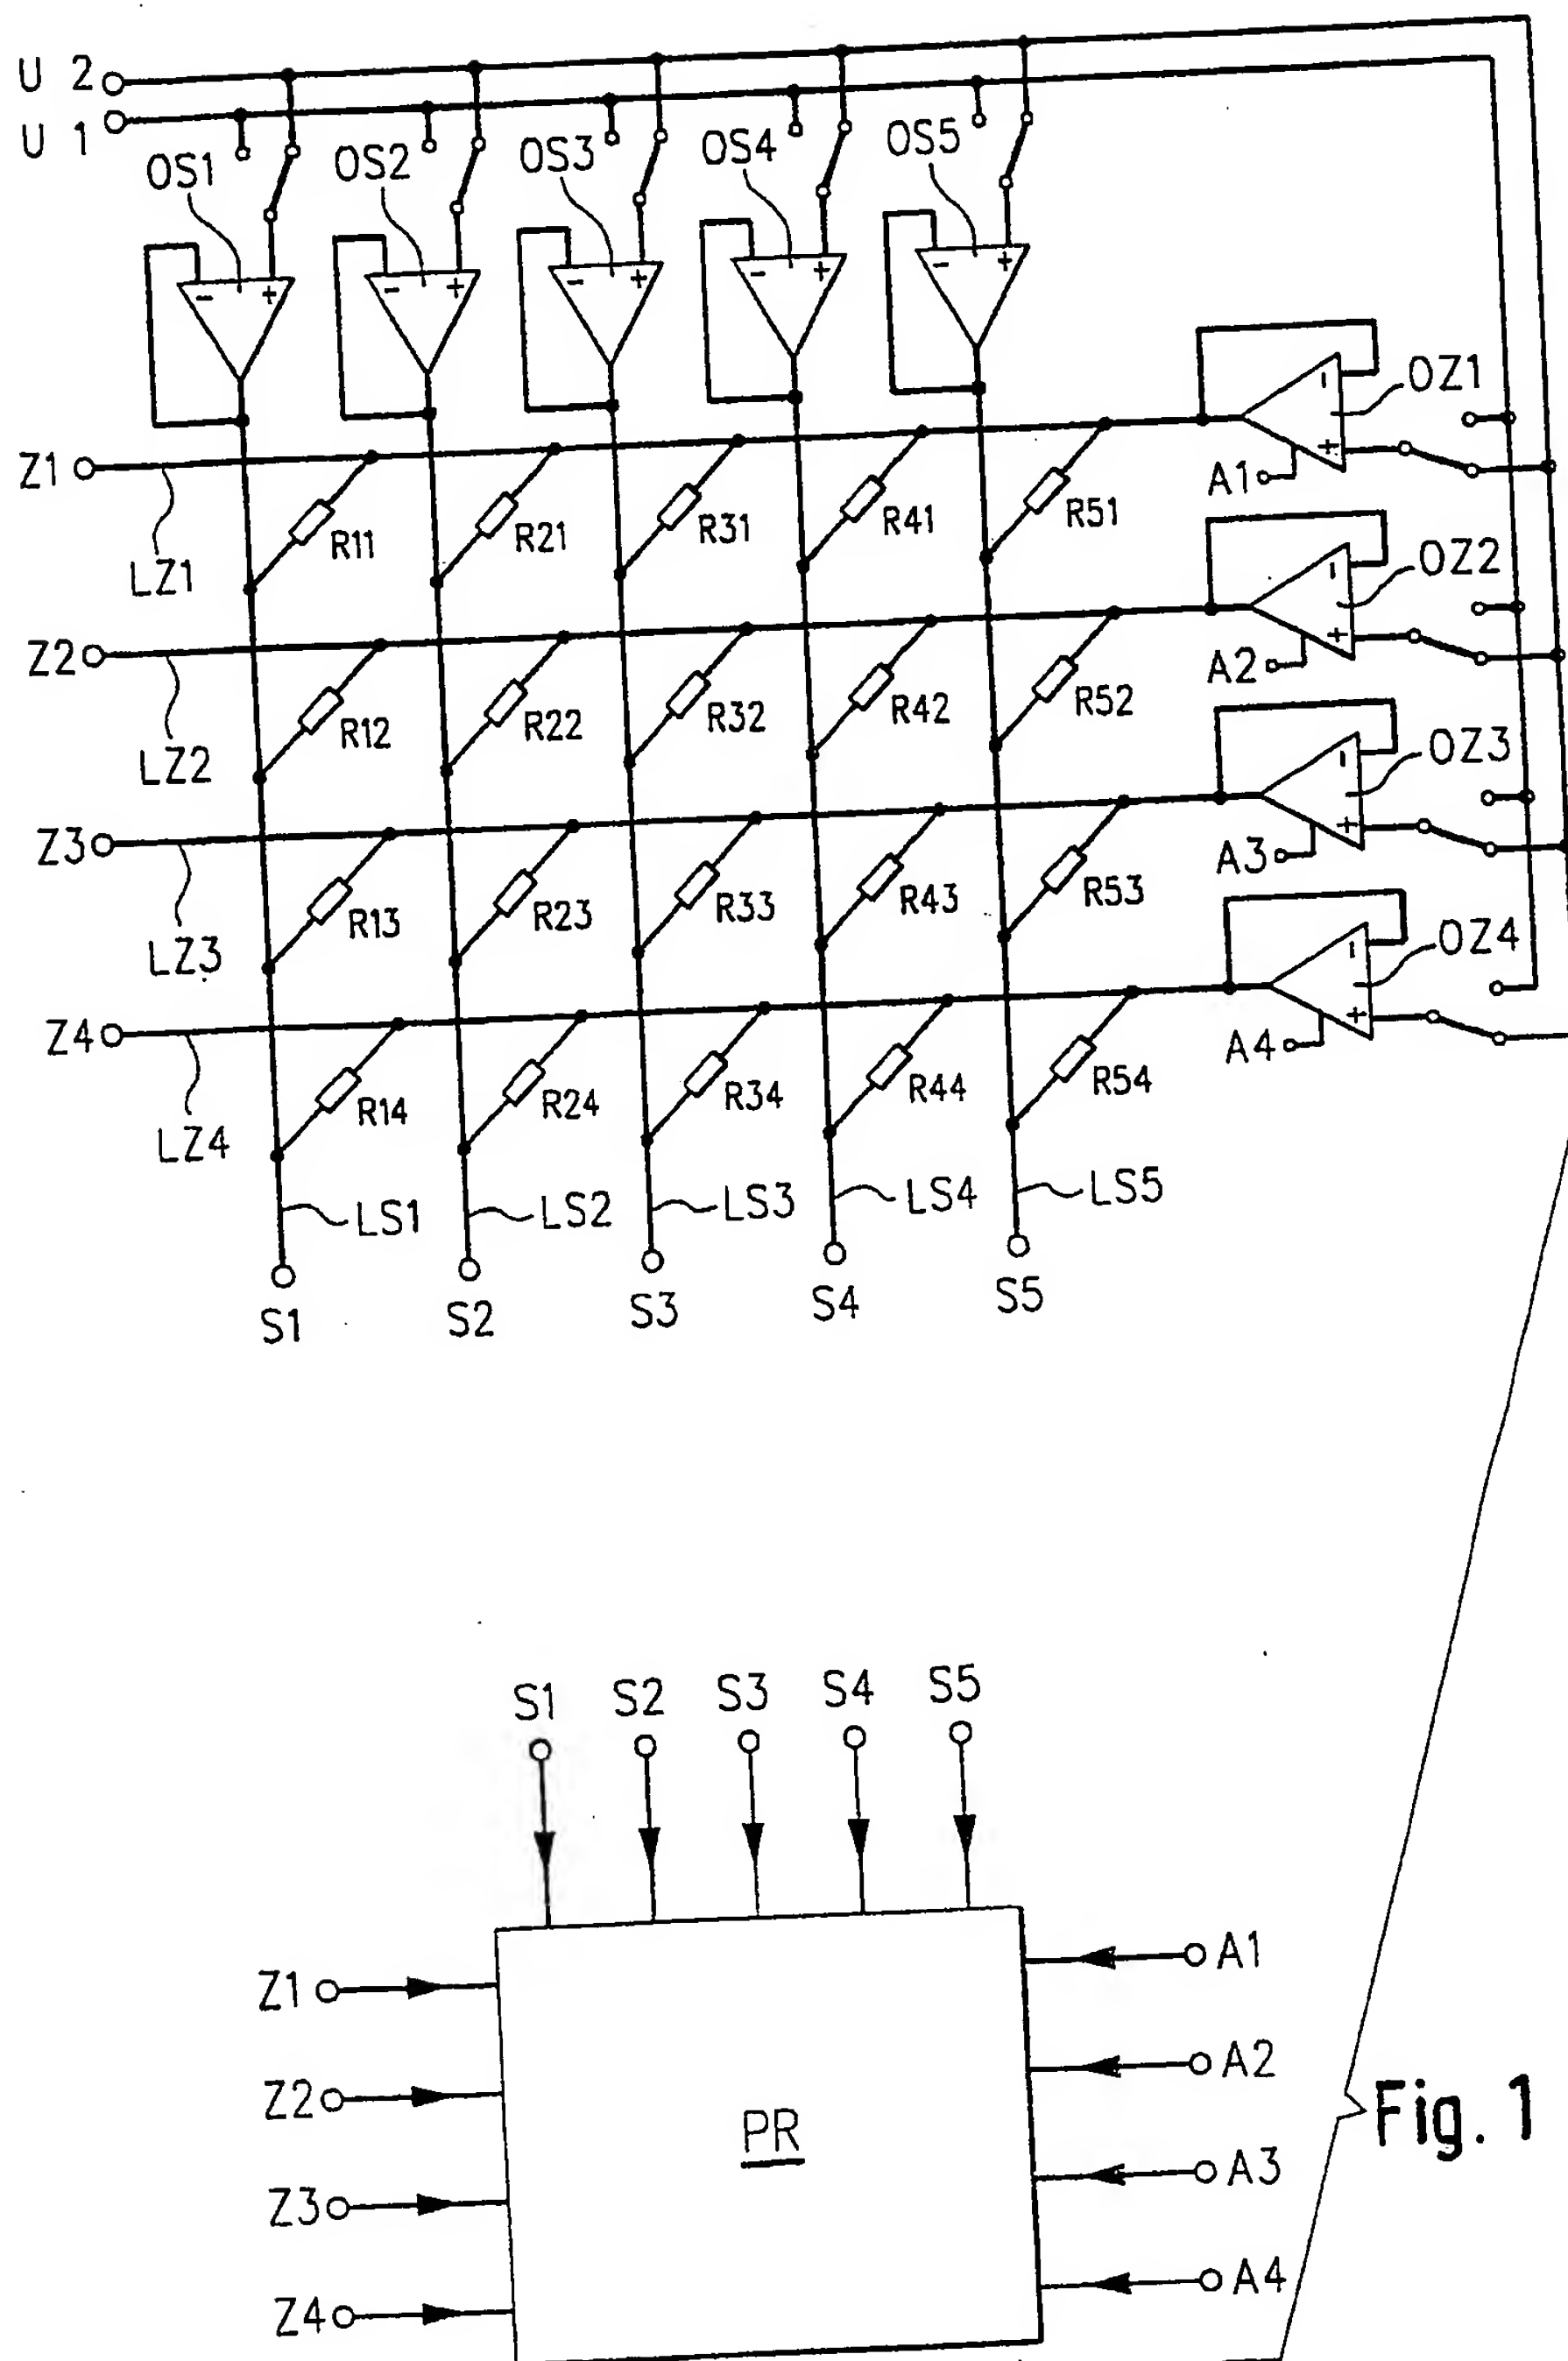 U 2
U 1
OS1 OS2 OS3 OS4 OS5
- + - + - + - + - +
Z1 A1 - + OZ1
LZ1 R11 R21 R31 R41 R51
Z2 A2 - + OZ2
LZ2 R12 R22 R32 R42 R52
Z3 A3 - + OZ3
LZ3 R13 R23 R33 R43 R53
Z4 A4 - + OZ4
LZ4 R14 R24 R34 R44 R54
LS1 LS2 LS3 LS4 LS5
S1 S2 S3 S4 S5
S1 S2 S3 S4 S5
Z1 A1
Z2 A2
PR
Fig. 1
Z3 A3
Z4 A4